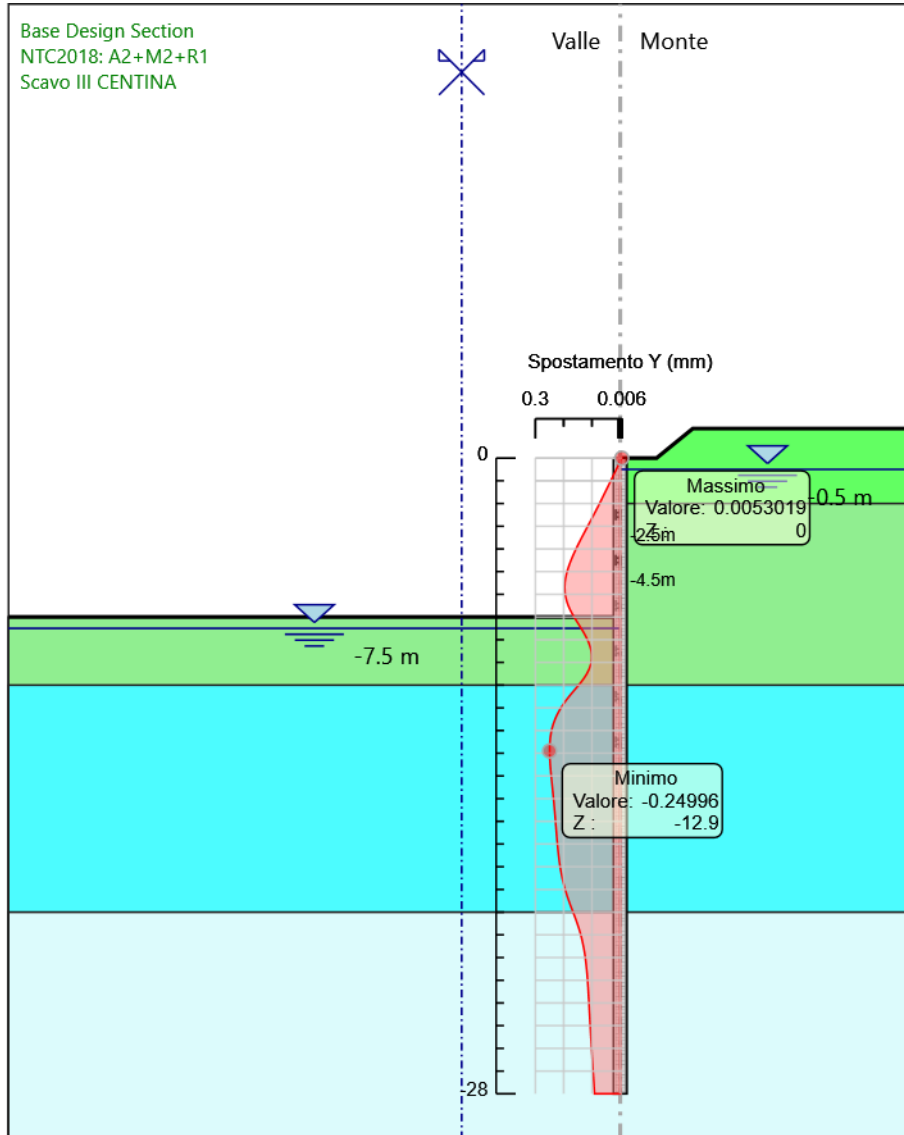 Base Design Section
NTC2018: A2+M2+R1
Scavo III CENTINA
Valle
Monte
Spostamento Y (mm)
0.3
0.006
0
Massimo
Valore: 0.0053019
Z : 0
-0.5 m
-2.5m
-4.5m
-7.5 m
Minimo
Valore: -0.24996
Z : -12.9
-28